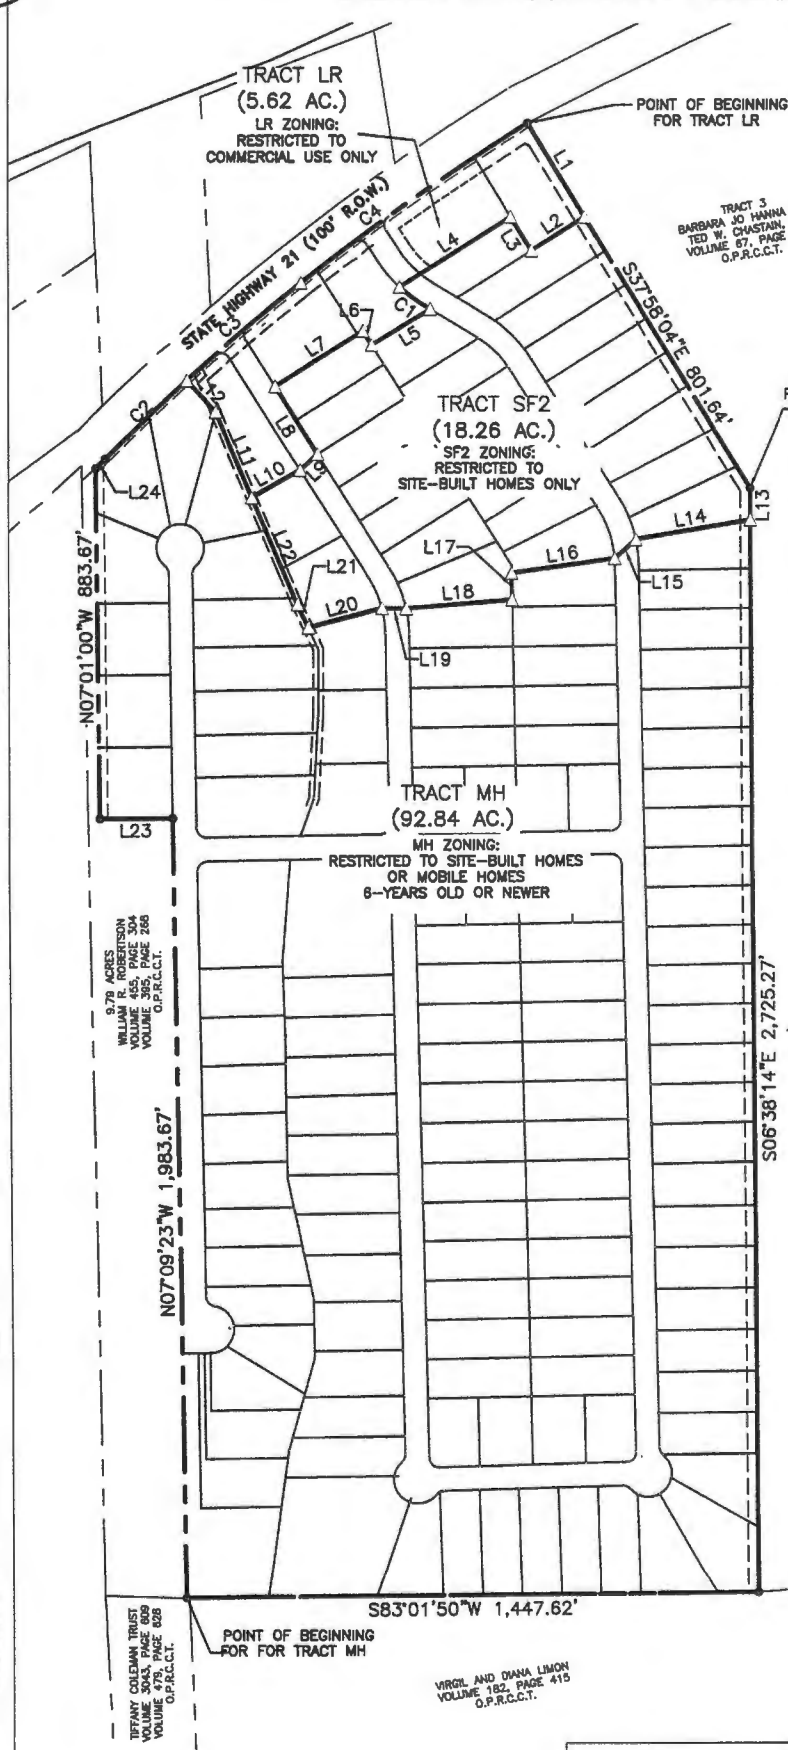 TRACT LR
(5.62 AC.)
LR ZONING:
RESTRICTED TO
COMMERCIAL USE ONLY
POINT OF BEGINNING
FOR TRACT LR
L1
TRACT 3
BARBARA JO HANNA
TED W. CHASTAIN,
VOLUME 67, PAGE
O.P.R.C.C.T.
STATE HIGHWAY 21 (100' R.O.W.)
C4
L4
L3
L2
S37°58'04"E 801.64'
C3
C1
L6
L5
L7
L12
C2
TRACT SF2
(18.26 AC.)
SF2 ZONING:
RESTRICTED TO
SITE-BUILT HOMES ONLY
L8
L9
L11
L10
L24
L13
L14
L22
L17
L16
L15
L21
L20
L18
L19
N07°01'00"W 883.67'
TRACT MH
(92.84 AC.)
MH ZONING:
RESTRICTED TO SITE-BUILT HOMES
OR MOBILE HOMES
6-YEARS OLD OR NEWER
L23
9.79 ACRES
WILLIAM R. ROBERTSON
VOLUME 455, PAGE 304
VOLUME 395, PAGE 268
O.P.R.C.C.T.
S06°38'14"E 2,725.27'
N07°09'23"W 1,983.67'
S83°01'50"W 1,447.62'
POINT OF BEGINNING
FOR FOR TRACT MH
TIFFANY COLEMAN TRUST
VOLUME 3043, PAGE 609
VOLUME 479, PAGE 828
O.P.R.C.C.T.
VIRGIL AND DIANA LIMON
VOLUME 182, PAGE 415
O.P.R.C.C.T.